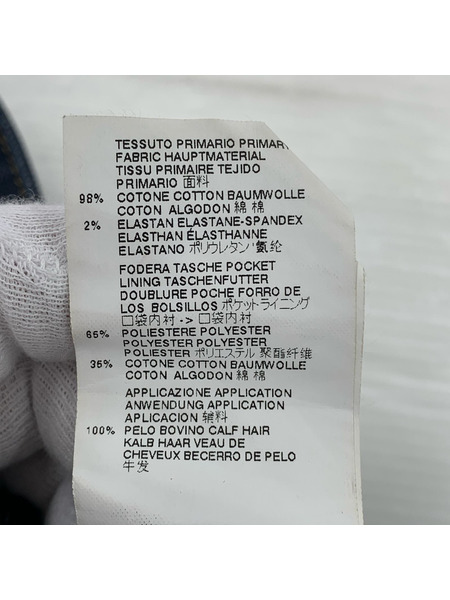 TESSUTO PRIMARIO PRIMARY
FABRIC HAUPTMATERIAL
TISSU PRIMAIRE TEJIDO
PRIMARIO 面料
98% COTONE COTTON BAUMWOLLE
COTON ALGODON 綿 棉
2% ELASTAN ELASTANE-SPANDEX
ELASTHAN ÉLASTHANNE
ELASTANO ポリウレタン 氨纶
FODERA TASCHE POCKET
LINING TASCHENFUTTER
DOUBLURE POCHE FORRO DE
LOS BOLSILLOS ポケットライニング
口袋内衬 -> 口袋内衬
65% POLIESTERE POLYESTER
POLYESTER POLYESTER
POLIESTER ポリエステル 聚酯纤维
35% COTONE COTTON BAUMWOLLE
COTON ALGODON 綿 棉
APPLICAZIONE APPLICATION
ANWENDUNG APPLICATION
APLICACION 辅料
100% PELO BOVINO CALF HAIR
KALB HAAR VEAU DE
CHEVEUX BECERRO DE PELO
牛发